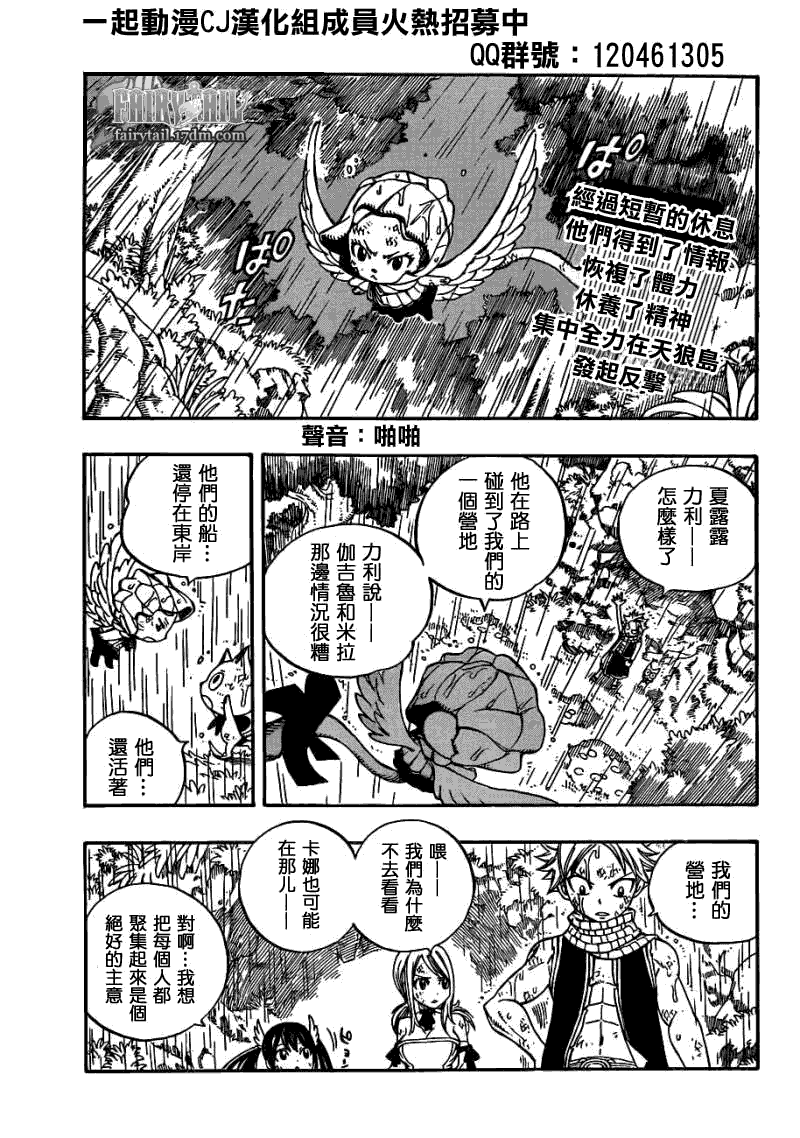 一起動漫CJ漢化組成員火熱招募中
QQ群號：120461305
FAIRY TAIL
fairytail.17dm.com
ぱの
ぱの
た
經過短暫的休息
他們得到了情報
恢複了體力
休養了精神
集中全力在天狼島
發起反擊
聲音：啪啪
夏露露
力利——
怎麼樣了
他在路上
碰到了我們的
一個營地
力利說——
伽吉魯和米拉
那邊情況很糟
他們的船…
還停在東岸
他們…
還活著
我們的
營地…
喂——
我們為什麼
不去看看
卡娜也可能
在那儿——
對啊…我想
把每個人都
聚集起來是個
絕好的主意